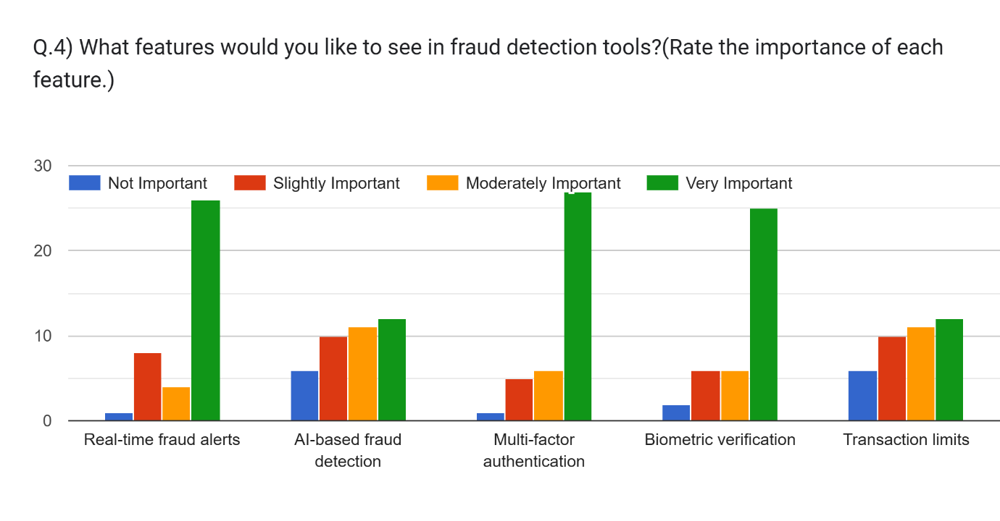 Q.4) What features would you like to see in fraud detection tools?(Rate the importance of each
feature.)
30
Not Important Slightly Important Moderately Important Very Important
20
10
0
Real-time fraud alerts AI-based fraud Multi-factor Biometric verification Transaction limits
detection authentication